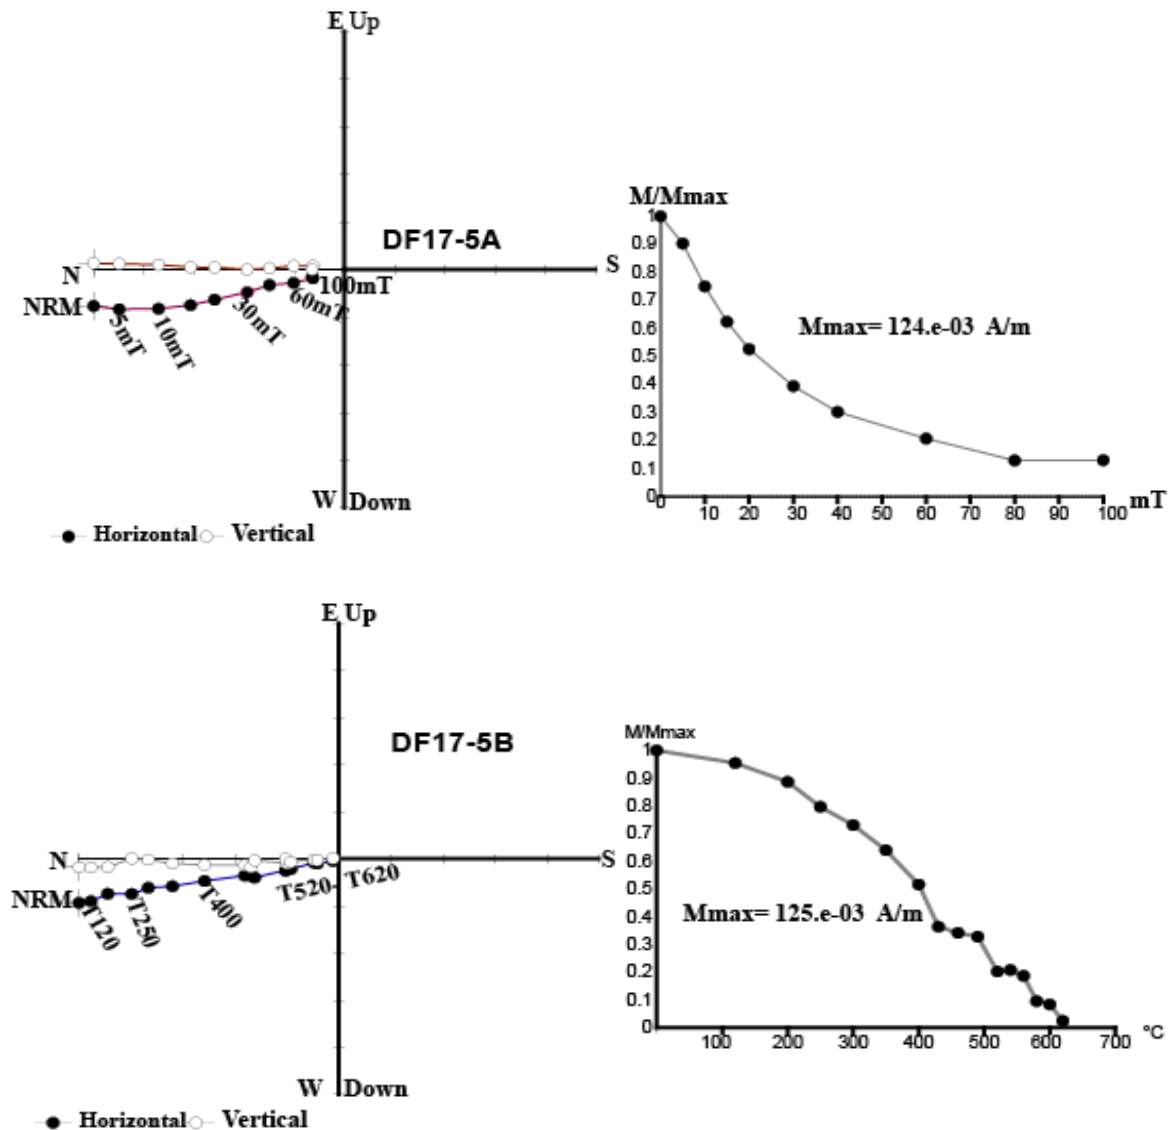 E Up
DF17-5A
N
S
NRM
5mT
10mT
30mT
60mT
100mT
W Down
Horizontal Vertical
M/Mmax
1
0.9
0.8
0.7
0.6
0.5
0.4
0.3
0.2
0.1
0
Mmax= 124.e-03 A/m
10 20 30 40 50 60 70 80 90 100 mT
E Up
DF17-5B
N
S
NRM
T120
T250
T400
T520
T620
W Down
Horizontal Vertical
M/Mmax
1
0.9
0.8
0.7
0.6
0.5
0.4
0.3
0.2
0.1
0
Mmax= 125.e-03 A/m
100 200 300 400 500 600 700 °C